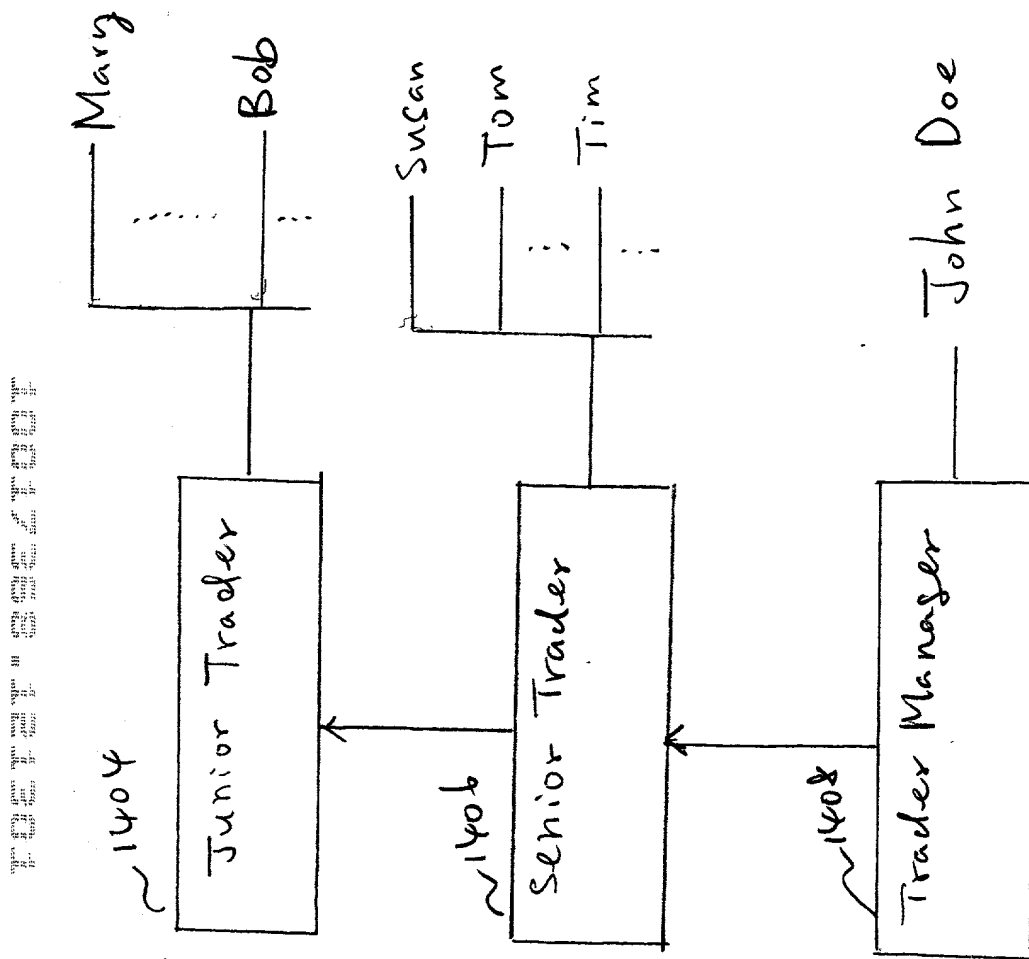 1404
Junior Trader
Mary
Bob
1406
Senior Trader
Susan
Tom
Tim
1408
Trader Manager
John Doe